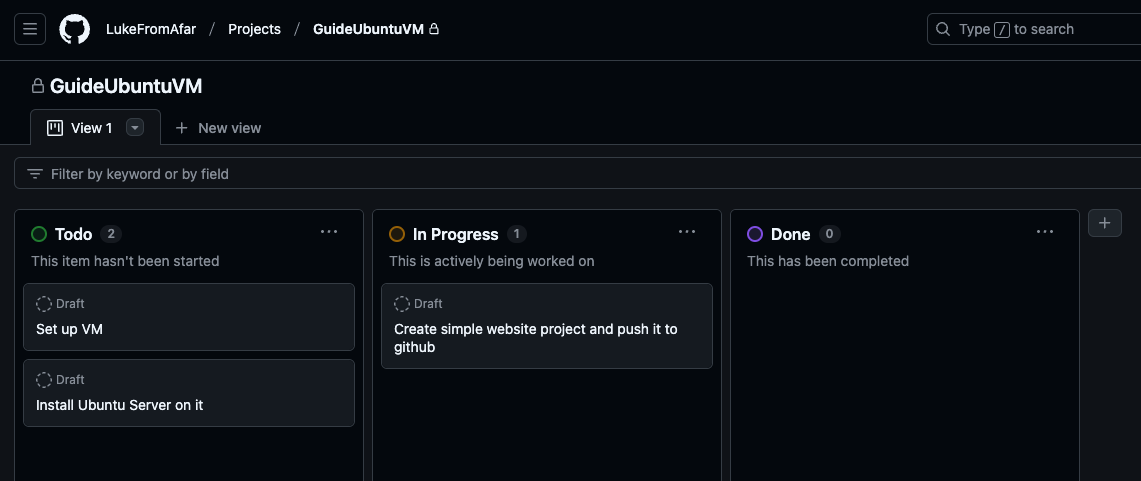 LukeFromAfar / Projects / GuideUbuntuVM
Type / to search
GuideUbuntuVM
View 1
New view
Filter by keyword or by field
Todo 2
This item hasn't been started
Draft
Set up VM
Draft
Install Ubuntu Server on it
In Progress 1
This is actively being worked on
Draft
Create simple website project and push it to
github
Done 0
This has been completed